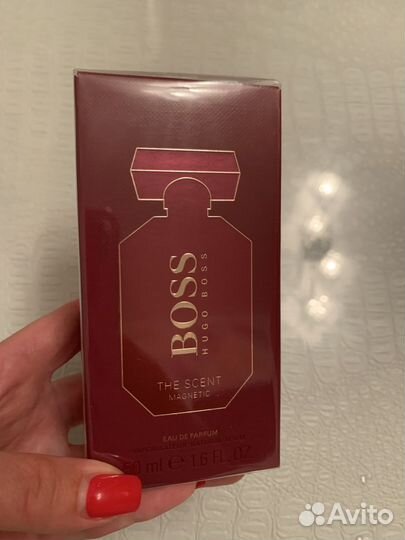 BOSS
HUGO BOSS
THE SCENT
MAGNETIC
EAU DE PARFUM
50 ml e 1.6 FL.OZ
Avito